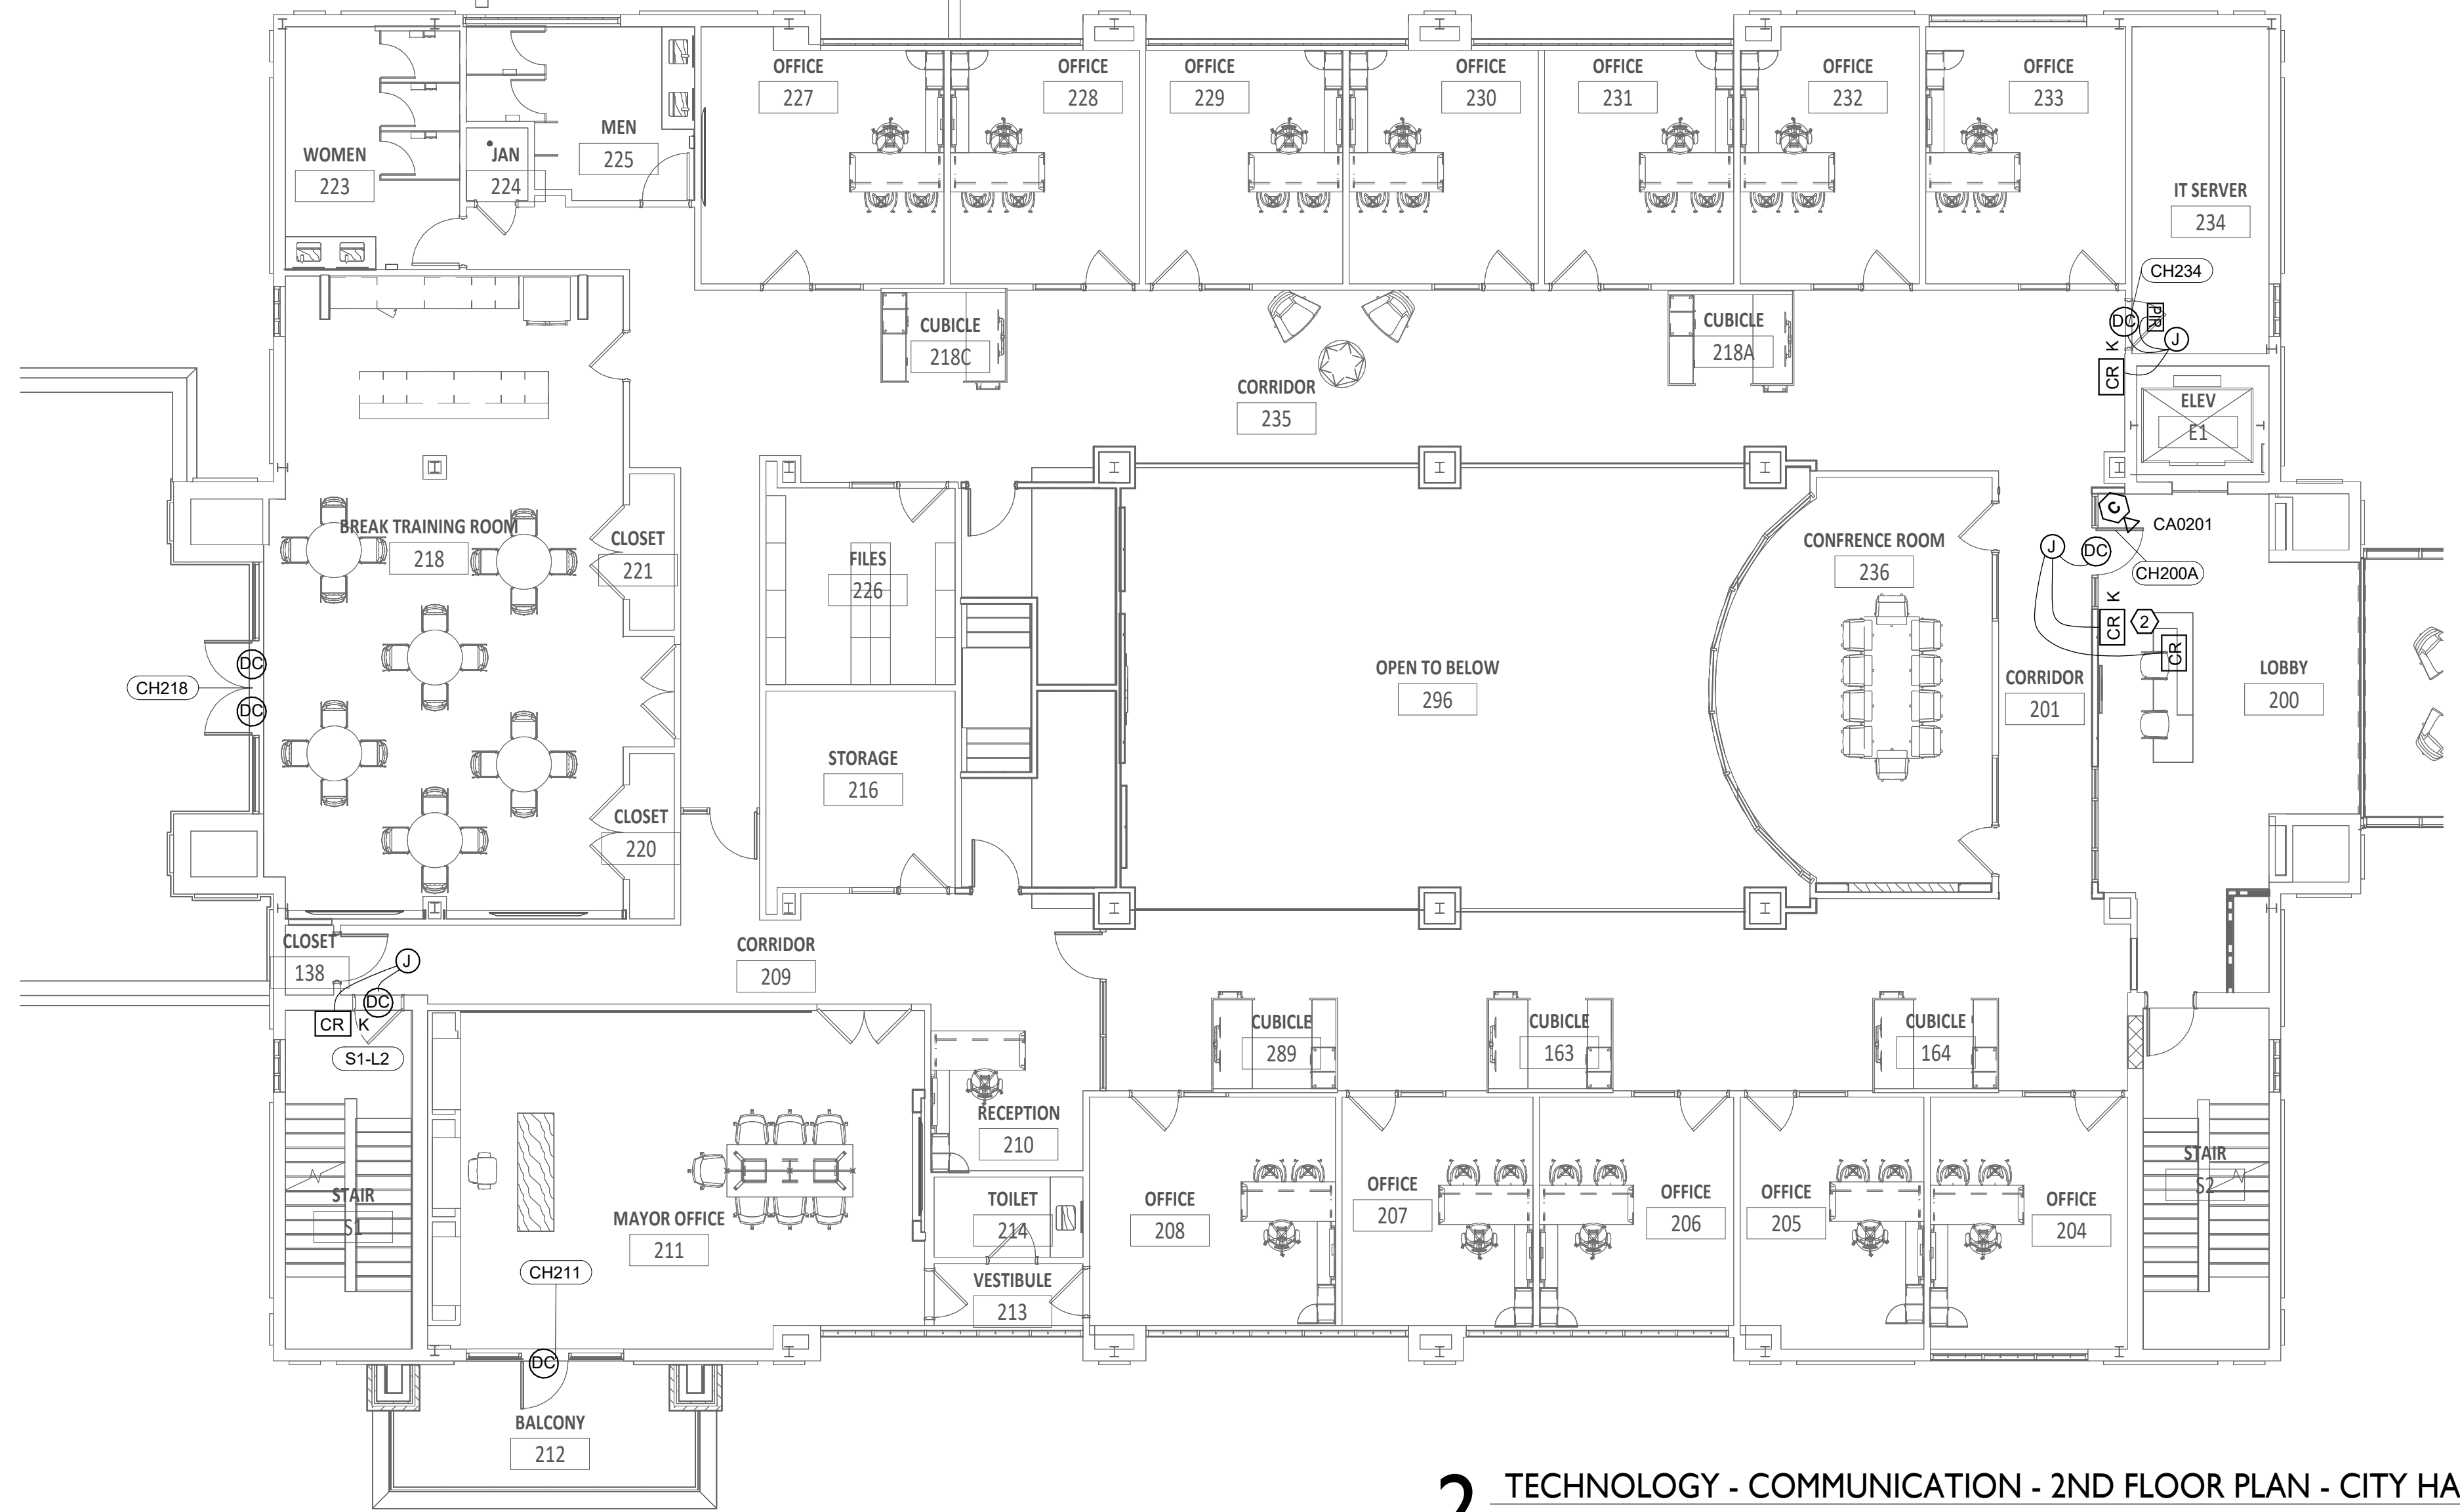 OFFICE
227
OFFICE
228
OFFICE
229
OFFICE
230
OFFICE
231
OFFICE
232
OFFICE
233
MEN
225
WOMEN
223
JAN
224
IT SERVER
234
CH234
DC
PIR
J
K
CR
CUBICLE
218C
CUBICLE
218A
CORRIDOR
235
ELEV
E1
C
CA0201
J
DC
CH200A
K
CR
2
CR
BREAK TRAINING ROOM
218
CLOSET
221
FILES
226
CONFRENCE ROOM
236
DC
CH218
DC
OPEN TO BELOW
296
CORRIDOR
201
LOBBY
200
STORAGE
216
CLOSET
220
CLOSET
138
J
DC
CR K
S1-L2
CORRIDOR
209
CUBICLE
289
CUBICLE
163
CUBICLE
164
RECEPTION
210
STAIR
S1
STAIR
S2
MAYOR OFFICE
211
TOILET
214
OFFICE
208
OFFICE
207
OFFICE
206
OFFICE
205
OFFICE
204
CH211
VESTIBULE
213
DC
BALCONY
212
2 TECHNOLOGY - COMMUNICATION - 2ND FLOOR PLAN - CITY HA